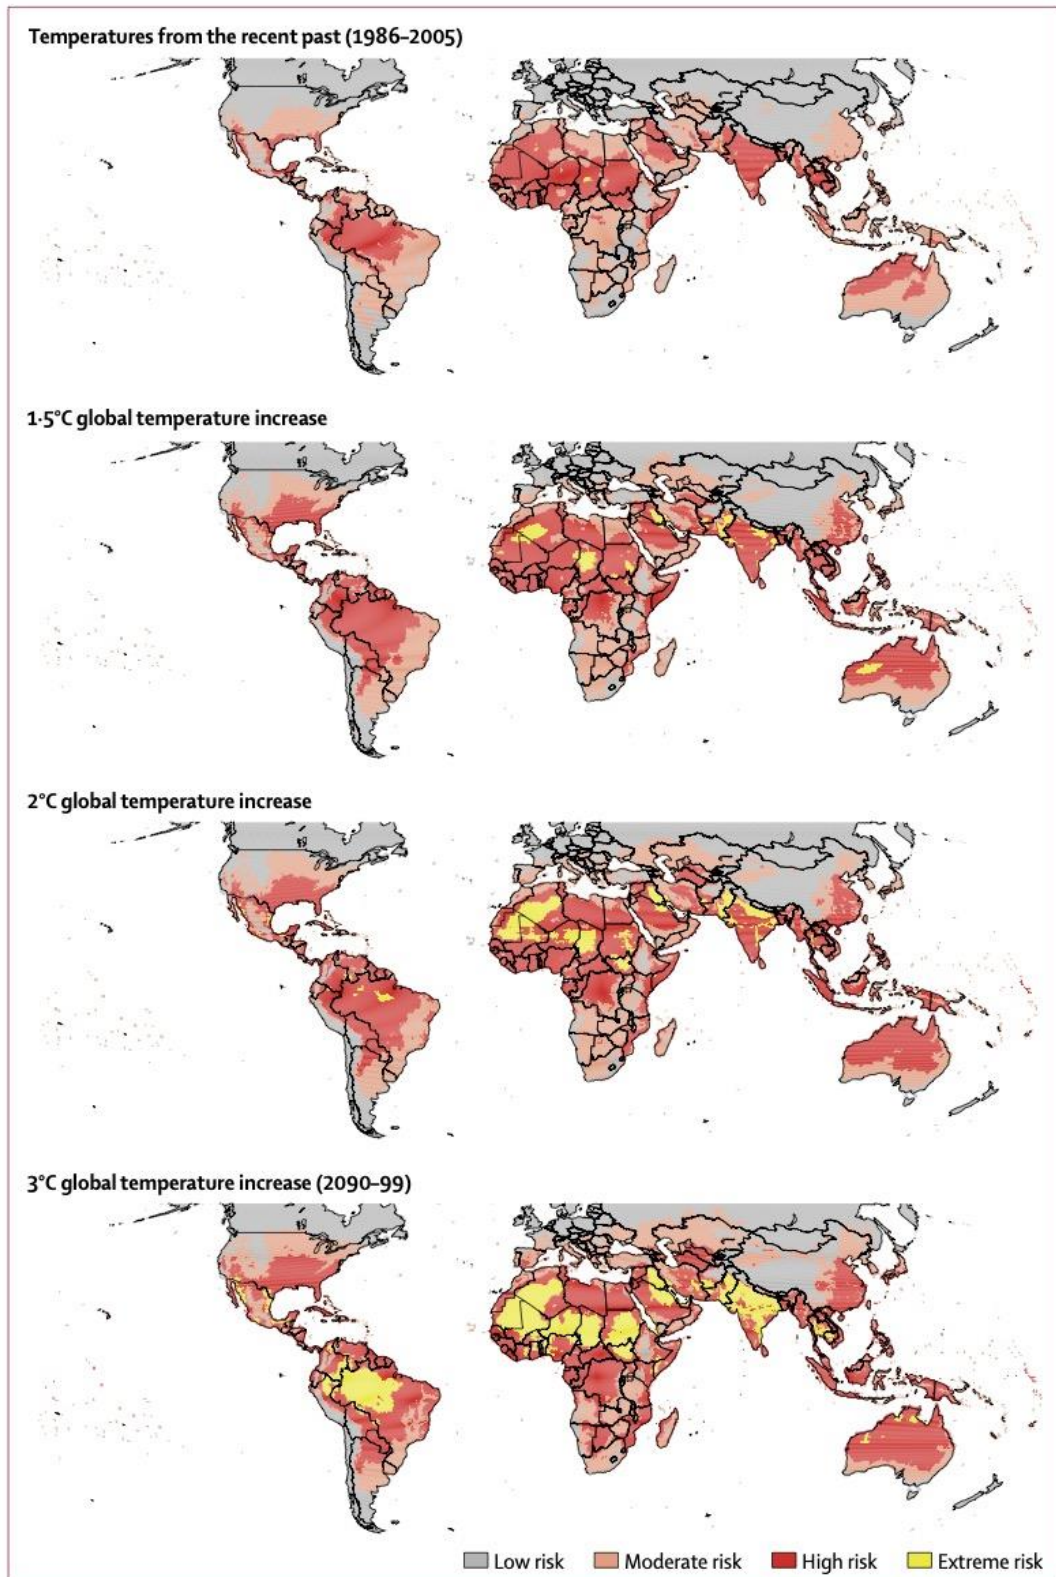 Temperatures from the recent past (1986–2005)
1·5°C global temperature increase
2°C global temperature increase
3°C global temperature increase (2090–99)
Low risk Moderate risk High risk Extreme risk